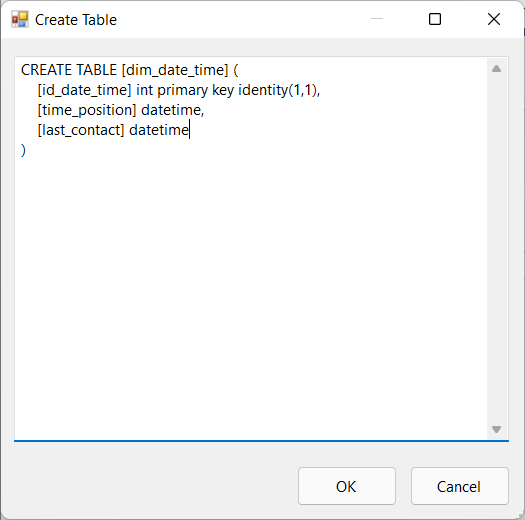 Create Table
CREATE TABLE [dim_date_time] (
    [id_date_time] int primary key identity(1,1),
    [time_position] datetime,
    [last_contact] datetime
)
OK
Cancel